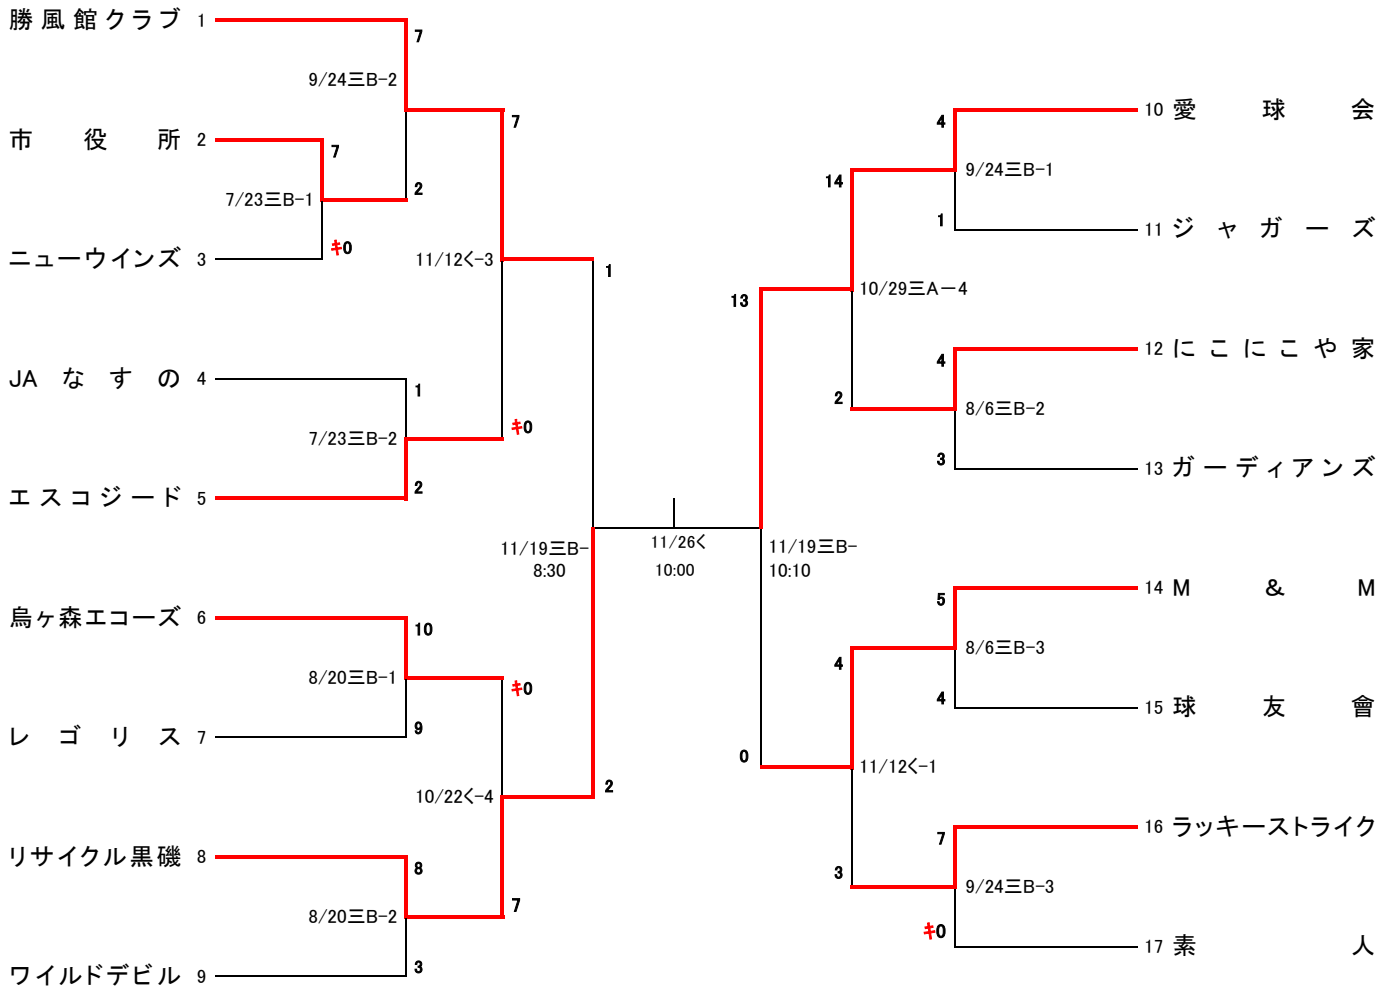 勝風館クラブ 1
7
9/24三B-2
市役所 2
7
7
7/23三B-1
2
ニューウインズ 3
キ0
11/12く-3
1
JAなすの 4
1
7/23三B-2
キ0
エスコジード 5
2
11/19三B-
8:30
烏ヶ森エコーズ 6
10
8/20三B-1
キ0
レゴリス 7
9
10/22く-4
2
リサイクル黒磯 8
8
8/20三B-2
7
ワイルドデビル 9
3
11/26く
10:00
4
10 愛球会
9/24三B-1
14
1
11 ジャガーズ
13
10/29三A－4
4
12 にこにこや家
2
8/6三B-2
3
13 ガーディアンズ
11/19三B-
10:10
5
14 M&M
8/6三B-3
4
4
15 球友會
0
11/12く-1
7
16 ラッキーストライク
3
9/24三B-3
キ0
17 素人